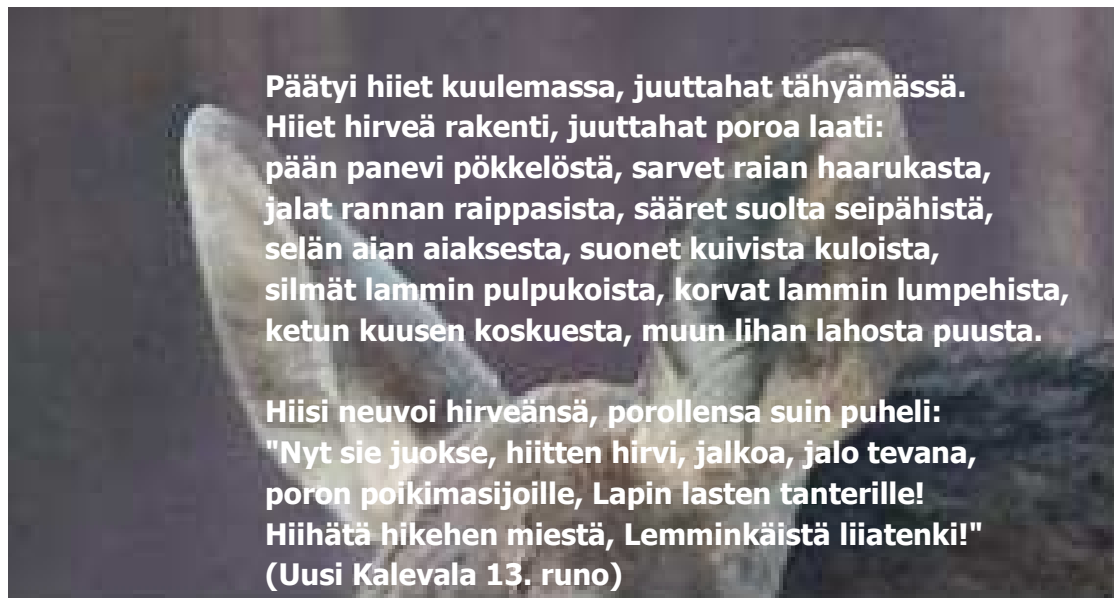 Päätyi hiiet kuulemassa, juuttahat tähyämässä.
Hiiet hirveä rakenti, juuttahat poroa laati:
pään panevi pökkelöstä, sarvet raian haarukasta,
jalat rannan raippasista, sääret suolta seipähistä,
selän aian aiaksesta, suonet kuivista kuloista,
silmät lammin pulpukoista, korvat lammin lumpehista,
ketun kuusen koskuesta, muun lihan lahosta puusta.
Hiisi neuvoi hirveänsä, porollensa suin puheli:
"Nyt sie juokse, hiitten hirvi, jalkoa, jalo tevana,
poron poikimasijoille, Lapin lasten tanterille!
Hiihätä hikehen miestä, Lemminkäistä liiatenki!"
(Uusi Kalevala 13. runo)